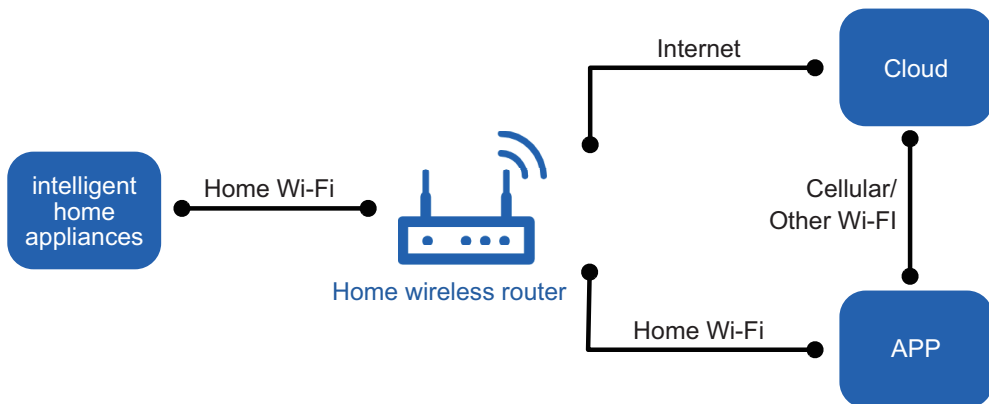 Internet
Cloud
intelligent
home
appliances
Home Wi-Fi
Cellular/
Other Wi-FI
Home wireless router
Home Wi-Fi
APP